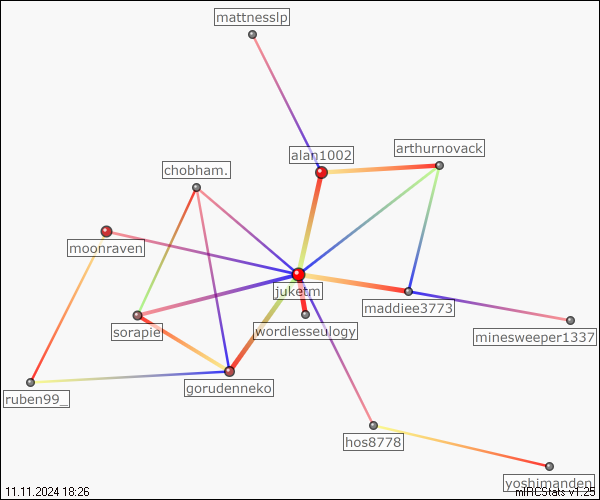 mattnesslp
alan1002
arthurnovack
chobham.
moonraven
juketm
maddiee3773
sorapie
wordlesseulogy
minesweeper1337
gorudenneko
ruben99_
hos8778
yoshimanden
11.11.2024 18:26
mIRCStats v1.25